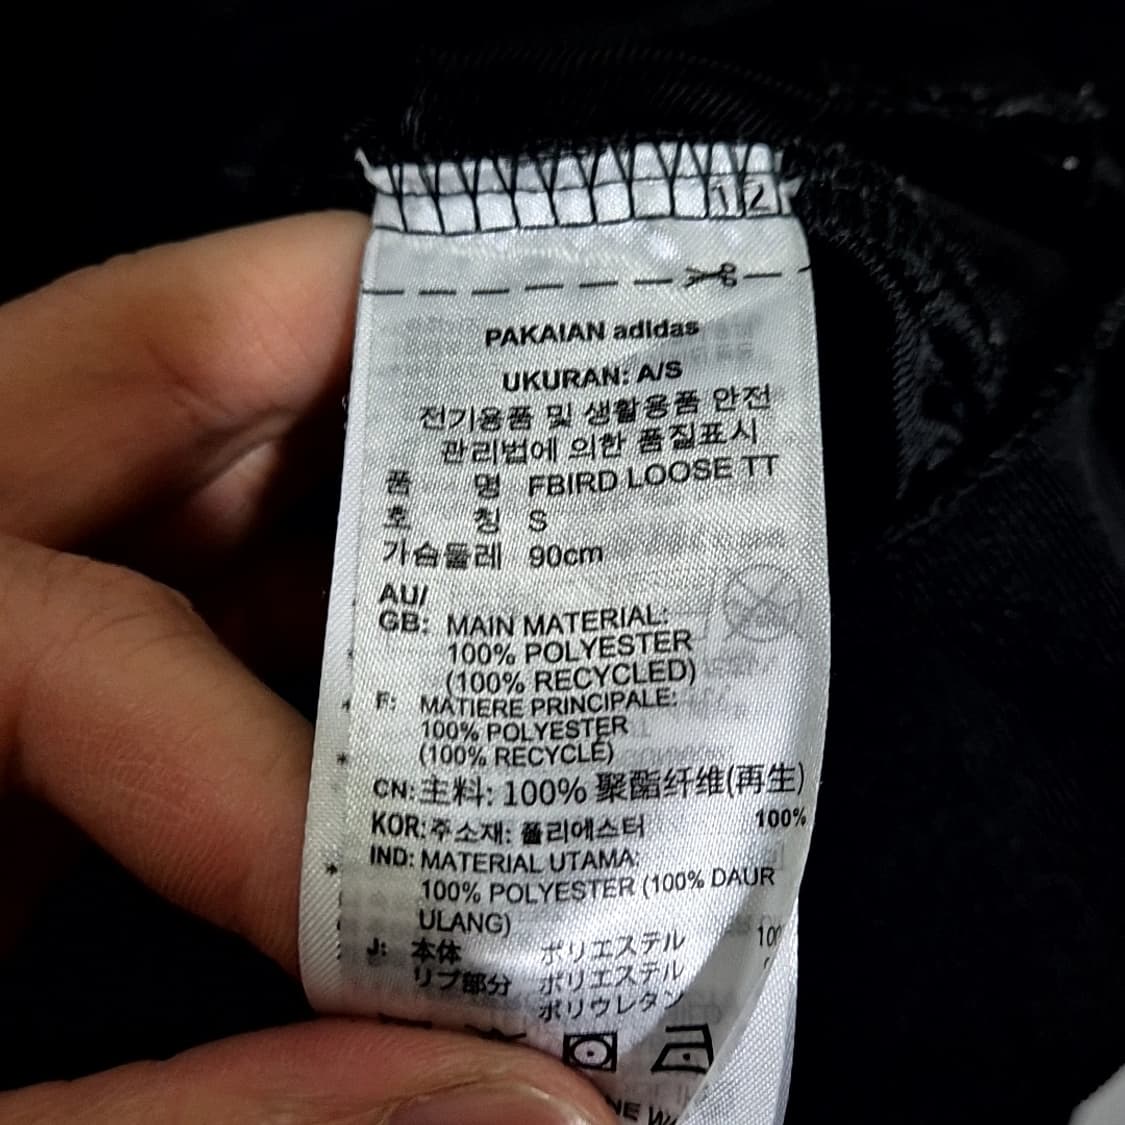 12
PAKAIAN adidas
UKURAN: A/S
전기용품 및 생활용품 안전
관리법에 의한 품질표시
품 명 FBIRD LOOSE TT
호 칭 S
가슴둘레 90cm
AU/
GB: MAIN MATERIAL:
100% POLYESTER
(100% RECYCLED)
F: MATIERE PRINCIPALE:
100% POLYESTER
(100% RECYCLÉ)
CN: 主料: 100% 聚酯纤维(再生)
KOR: 주소재: 폴리에스터 100%
IND: MATERIAL UTAMA:
100% POLYESTER (100% DAUR
ULANG)
J: 本体 ポリエステル
リブ部分 ポリエステル
ポリウレタン